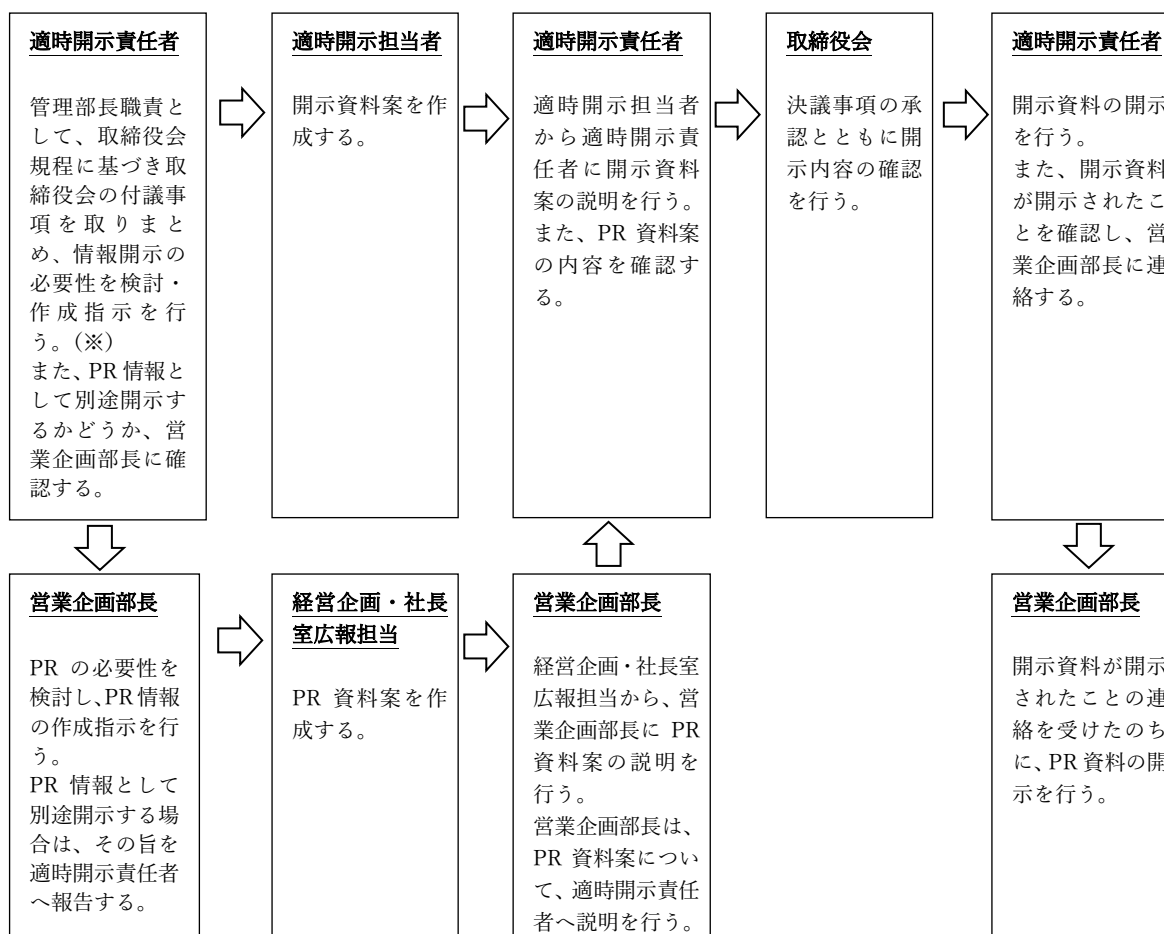 適時開示責任者
管理部長職責と
して、取締役会
規程に基づき取
締役会の付議事
項を取りまと
め、情報開示の
必要性を検討・
作成指示を行
う。(※)
また、PR 情報と
して別途開示す
るかどうか、営
業企画部長に確
認する。
適時開示担当者
開示資料案を作
成する。
適時開示責任者
適時開示担当者
から適時開示責
任者に開示資料
案の説明を行う。
また、PR 資料案
の内容を確認す
る。
取締役会
決議事項の承
認とともに開
示内容の確認
を行う。
適時開示責任者
開示資料の開示
を行う。
また、開示資料
が開示されたこ
とを確認し、営
業企画部長に連
絡する。
営業企画部長
PR の必要性を
検討し、PR 情報
の作成指示を行
う。
PR 情報として
別途開示する場
合は、その旨を
適時開示責任者
へ報告する。
経営企画・社長
室広報担当
PR 資料案を作
成する。
営業企画部長
経営企画・社長室
広報担当から、営
業企画部長に PR
資料案の説明を
行う。
営業企画部長は、
PR 資料案につい
て、適時開示責任
者へ説明を行う。
営業企画部長
開示資料が開示
されたことの連
絡を受けたのち
に、PR 資料の開
示を行う。